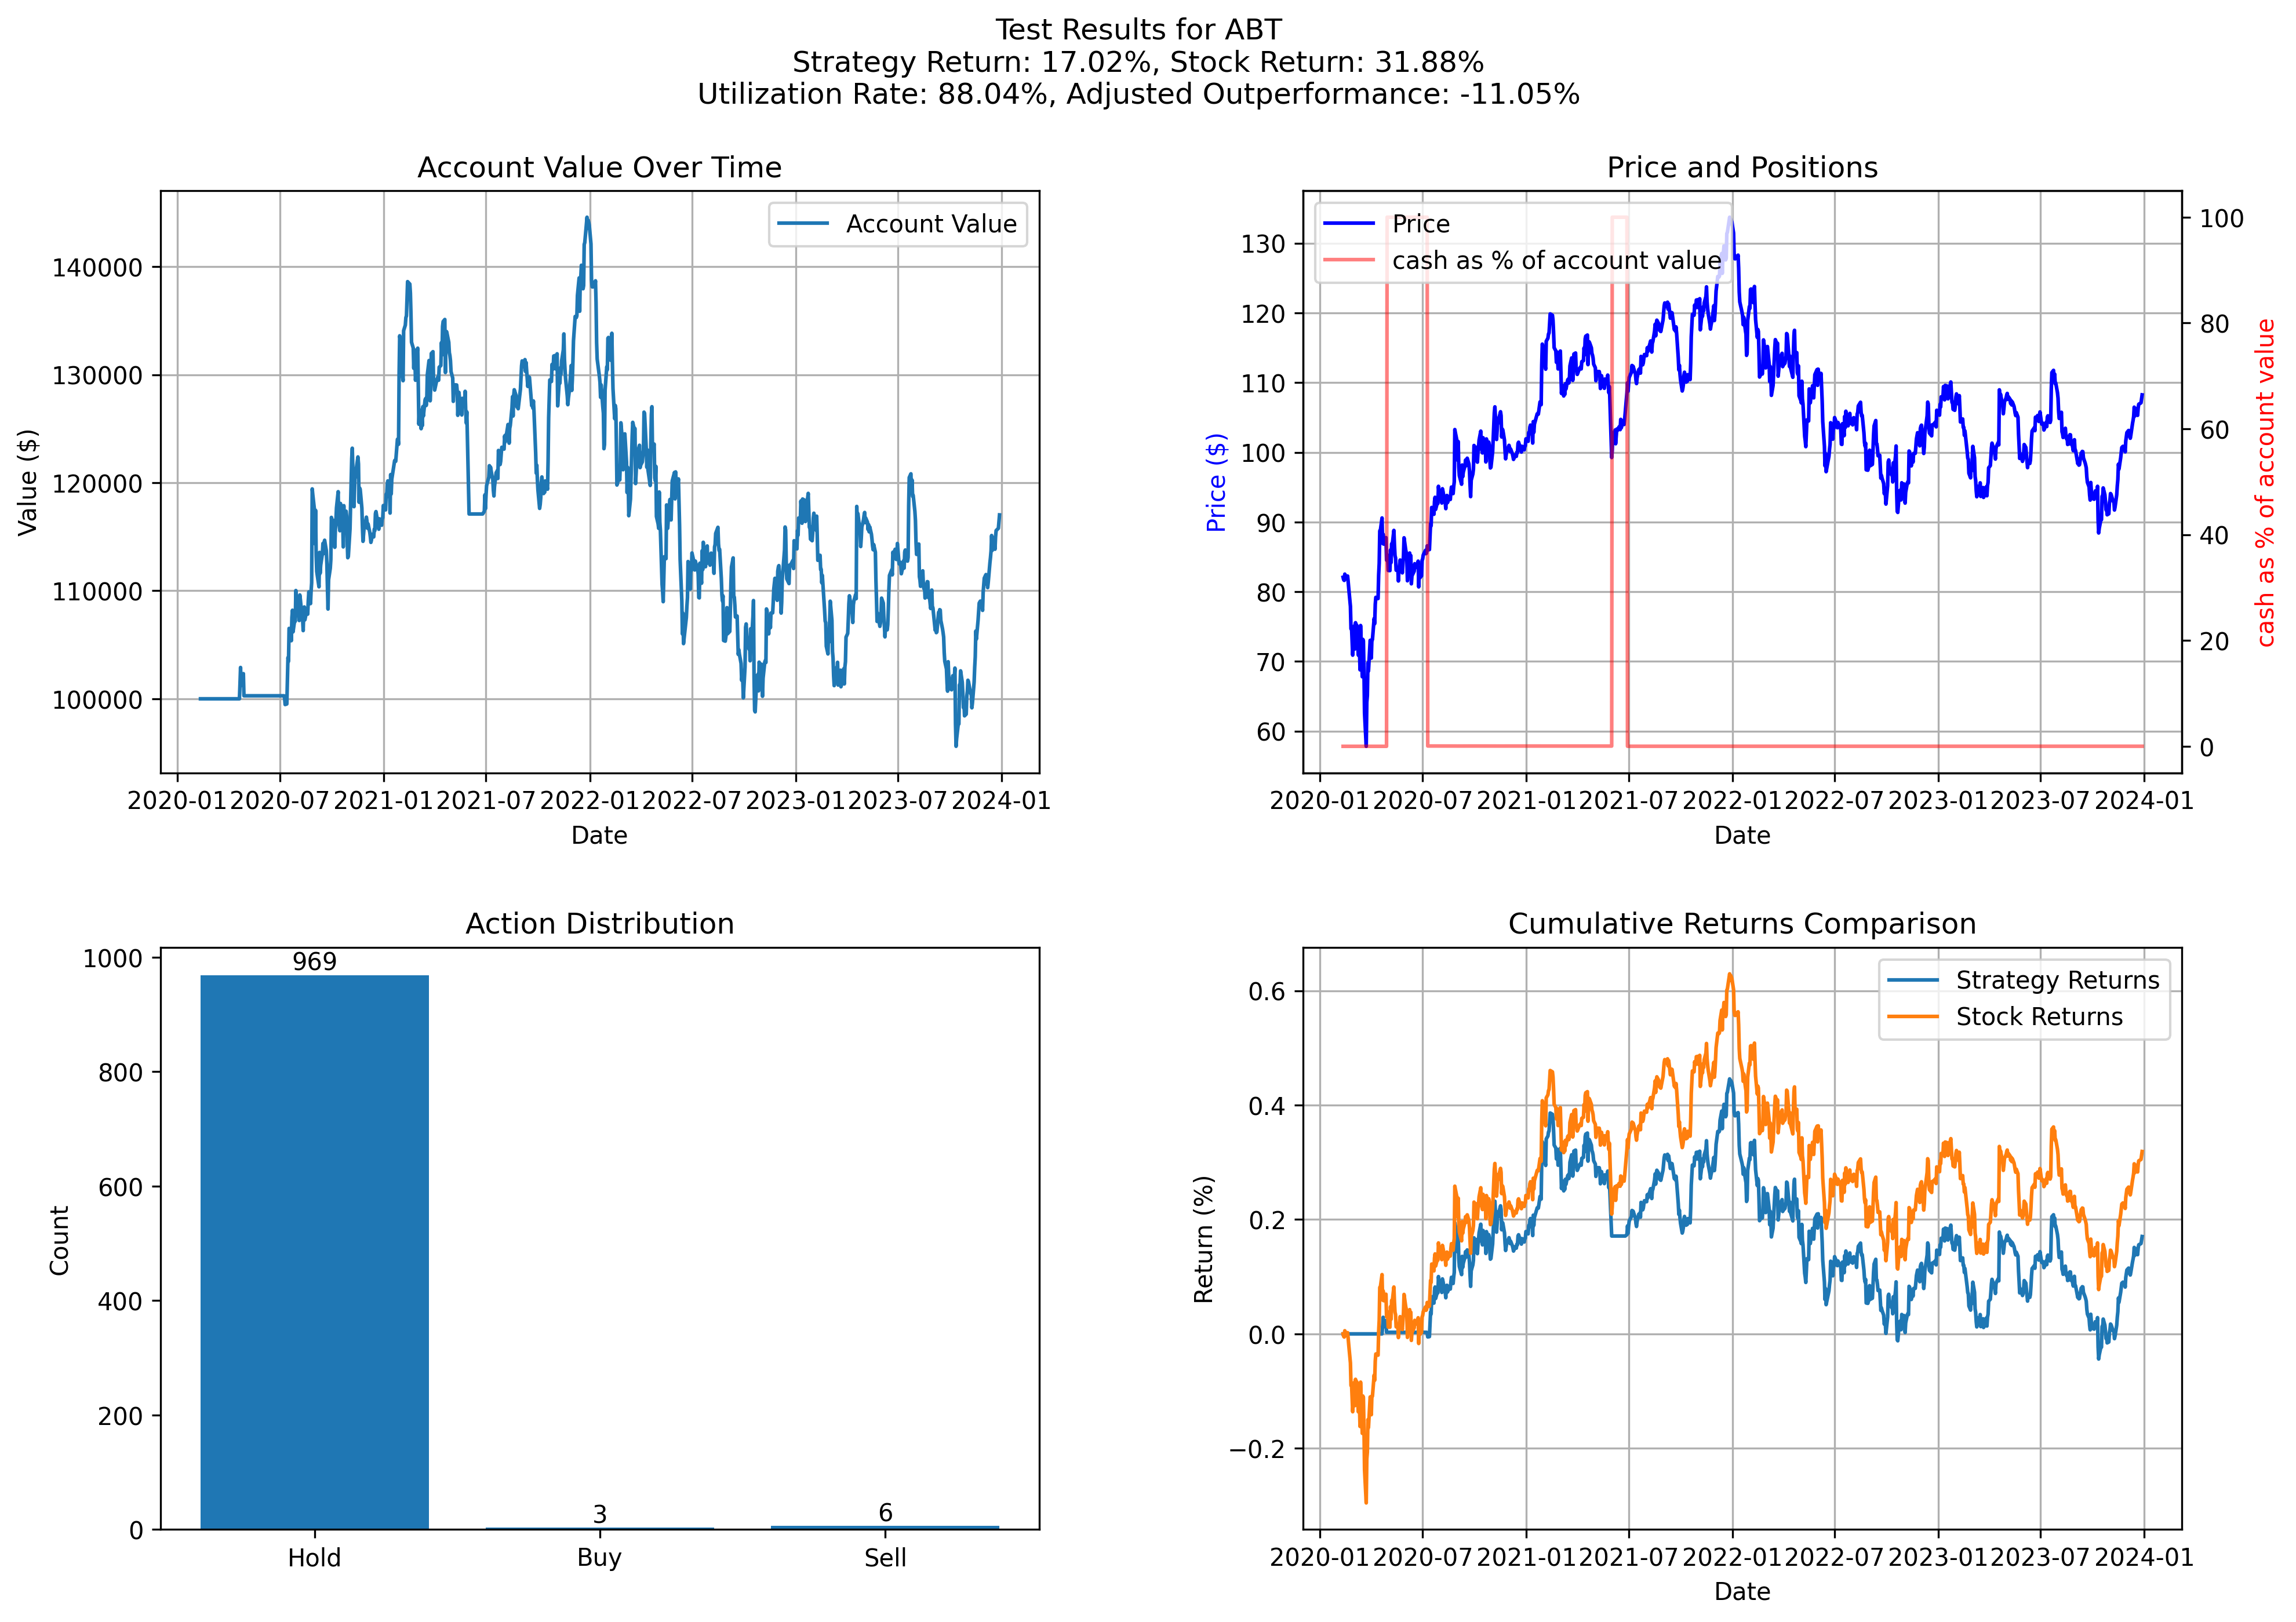 Test Results for ABT
Strategy Return: 17.02%, Stock Return: 31.88%
Utilization Rate: 88.04%, Adjusted Outperformance: -11.05%
Account Value Over Time
Account Value
Value ($)
140000
130000
120000
110000
100000
2020-01 2020-07 2021-01 2021-07 2022-01 2022-07 2023-01 2023-07 2024-01
Date
Price and Positions
Price
cash as % of account value
Price ($)
130
120
110
100
90
80
70
60
100
80
60
40
20
0
cash as % of account value
2020-01 2020-07 2021-01 2021-07 2022-01 2022-07 2023-01 2023-07 2024-01
Date
Action Distribution
Count
1000
800
600
400
200
0
969
3
6
Hold Buy Sell
Cumulative Returns Comparison
Strategy Returns
Stock Returns
Return (%)
0.6
0.4
0.2
0.0
−0.2
2020-01 2020-07 2021-01 2021-07 2022-01 2022-07 2023-01 2023-07 2024-01
Date